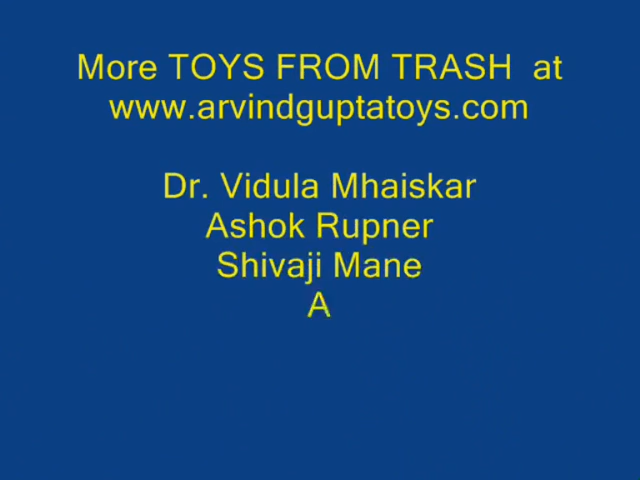 More TOYS FROM TRASH at
www.arvindguptatoys.com
Dr. Vidula Mhaiskar
Ashok Rupner
Shivaji Mane
A